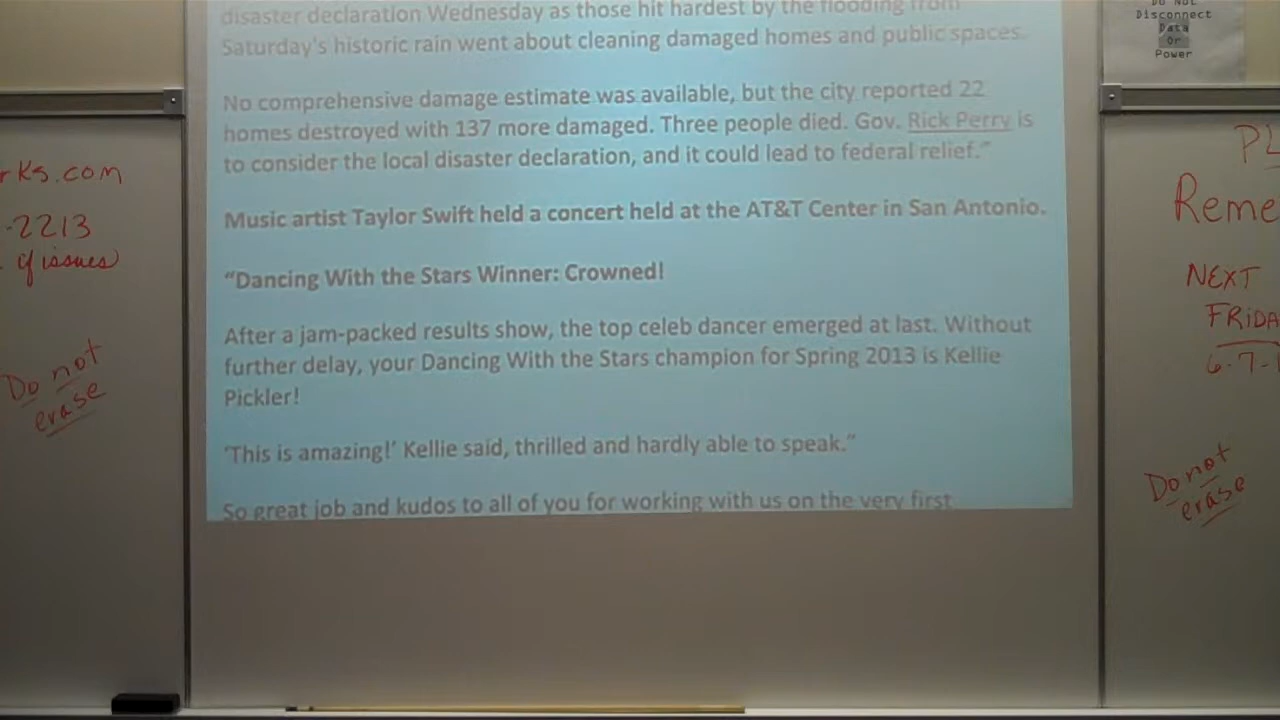 disaster declaration Wednesday as those hit hardest by the flooding from
Saturday's historic rain went about cleaning damaged homes and public spaces.
No comprehensive damage estimate was available, but the city reported 22
homes destroyed with 137 more damaged. Three people died. Gov. Rick Perry is
to consider the local disaster declaration, and it could lead to federal relief."
Music artist Taylor Swift held a concert held at the AT&T Center in San Antonio.
"Dancing With the Stars Winner: Crowned!
After a jam-packed results show, the top celeb dancer emerged at last. Without
further delay, your Dancing With the Stars champion for Spring 2013 is Kellie
Pickler!
'This is amazing!' Kellie said, thrilled and hardly able to speak."
So great job and kudos to all of you for working with us on the very first
rks.com
-2213
of issues
Do not
erase
Do Not
Disconnect
Data
Or
Power
PL
Reme
NEXT
FRIDA
6-7-
Do not
erase